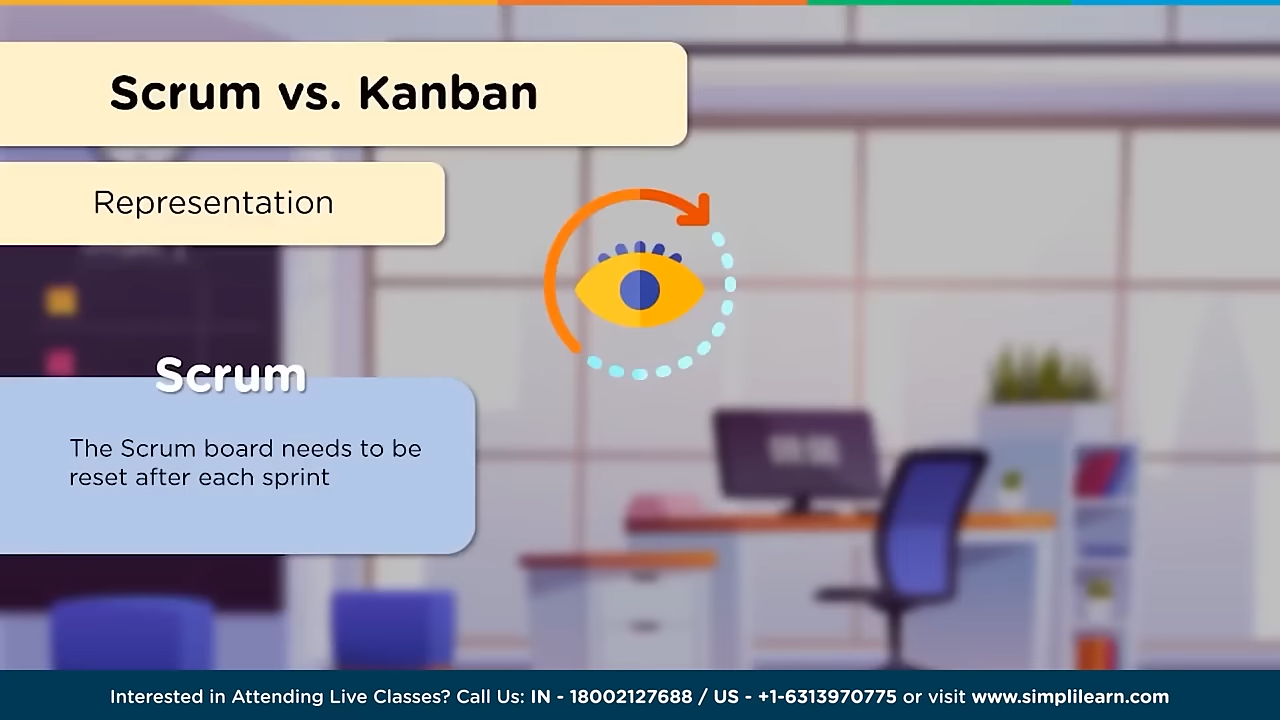 Scrum vs. Kanban
Representation
Scrum
The Scrum board needs to be
reset after each sprint
Interested in Attending Live Classes? Call Us: IN - 18002127688 / US - +1-6313970775 or visit www.simplilearn.com